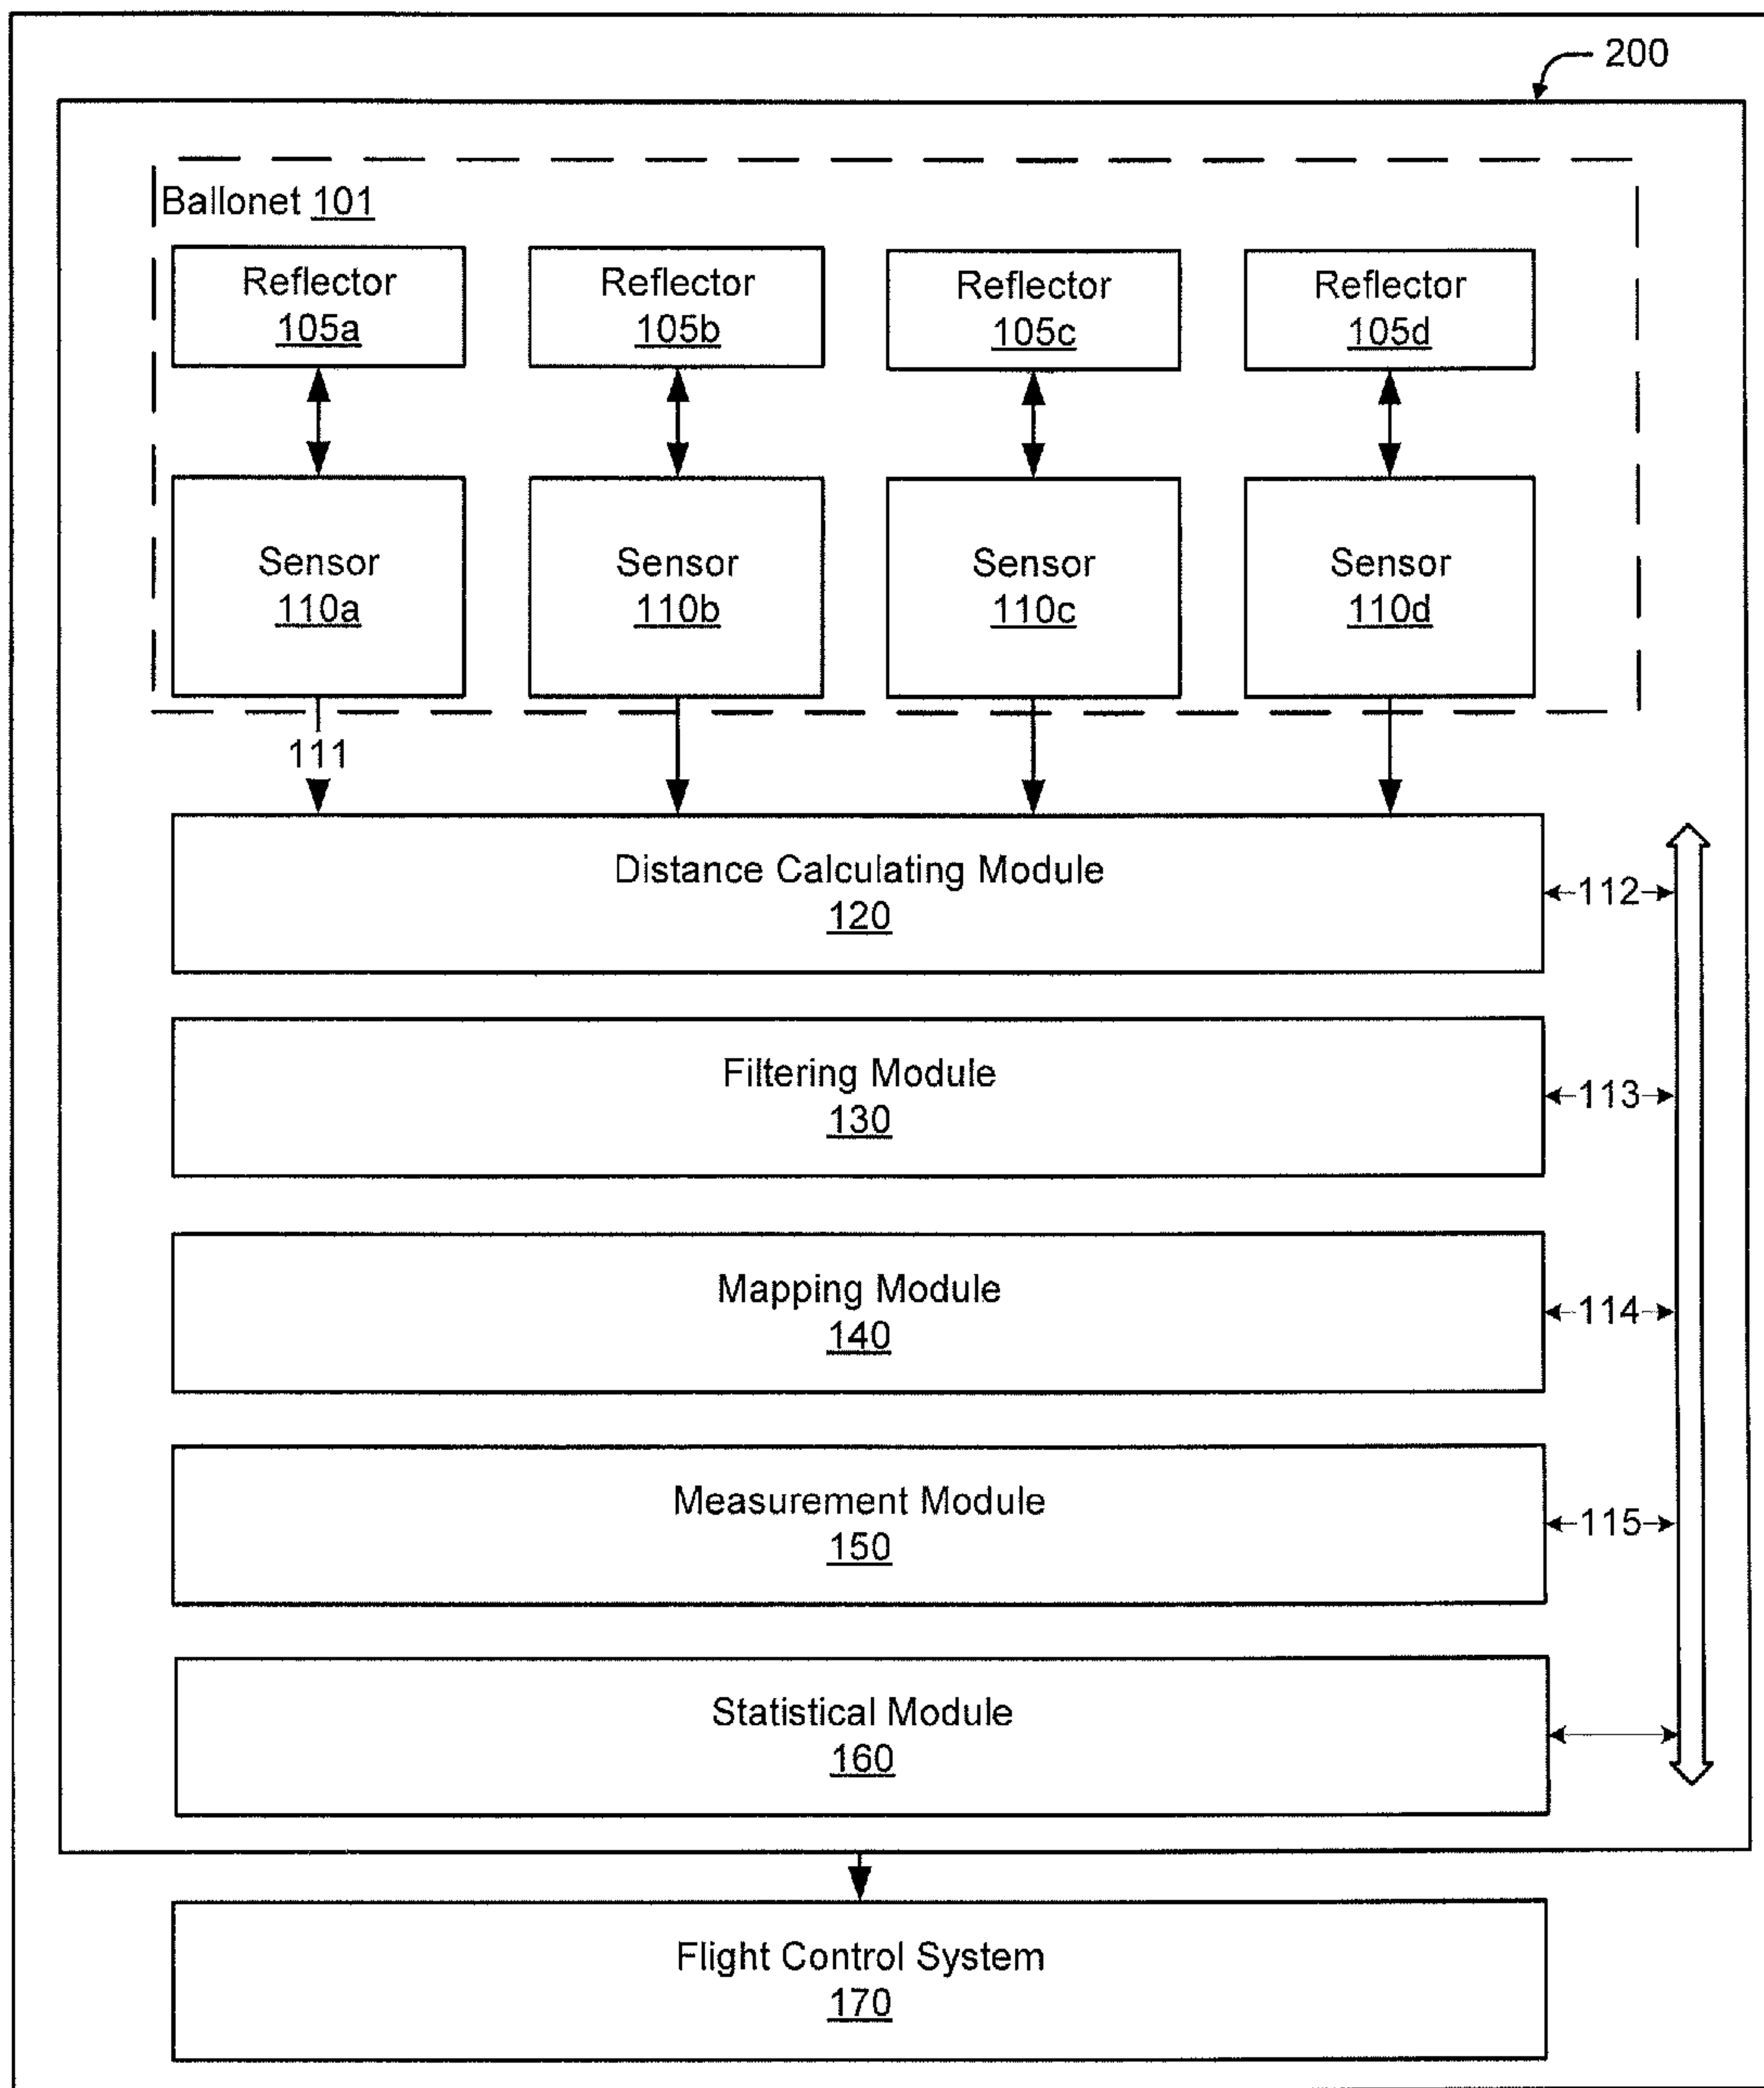 200
Ballonet 101
Reflector
105a
Reflector
105b
Reflector
105c
Reflector
105d
Sensor
110a
Sensor
110b
Sensor
110c
Sensor
110d
111
Distance Calculating Module
120
112
Filtering Module
130
113
Mapping Module
140
114
Measurement Module
150
115
Statistical Module
160
Flight Control System
170